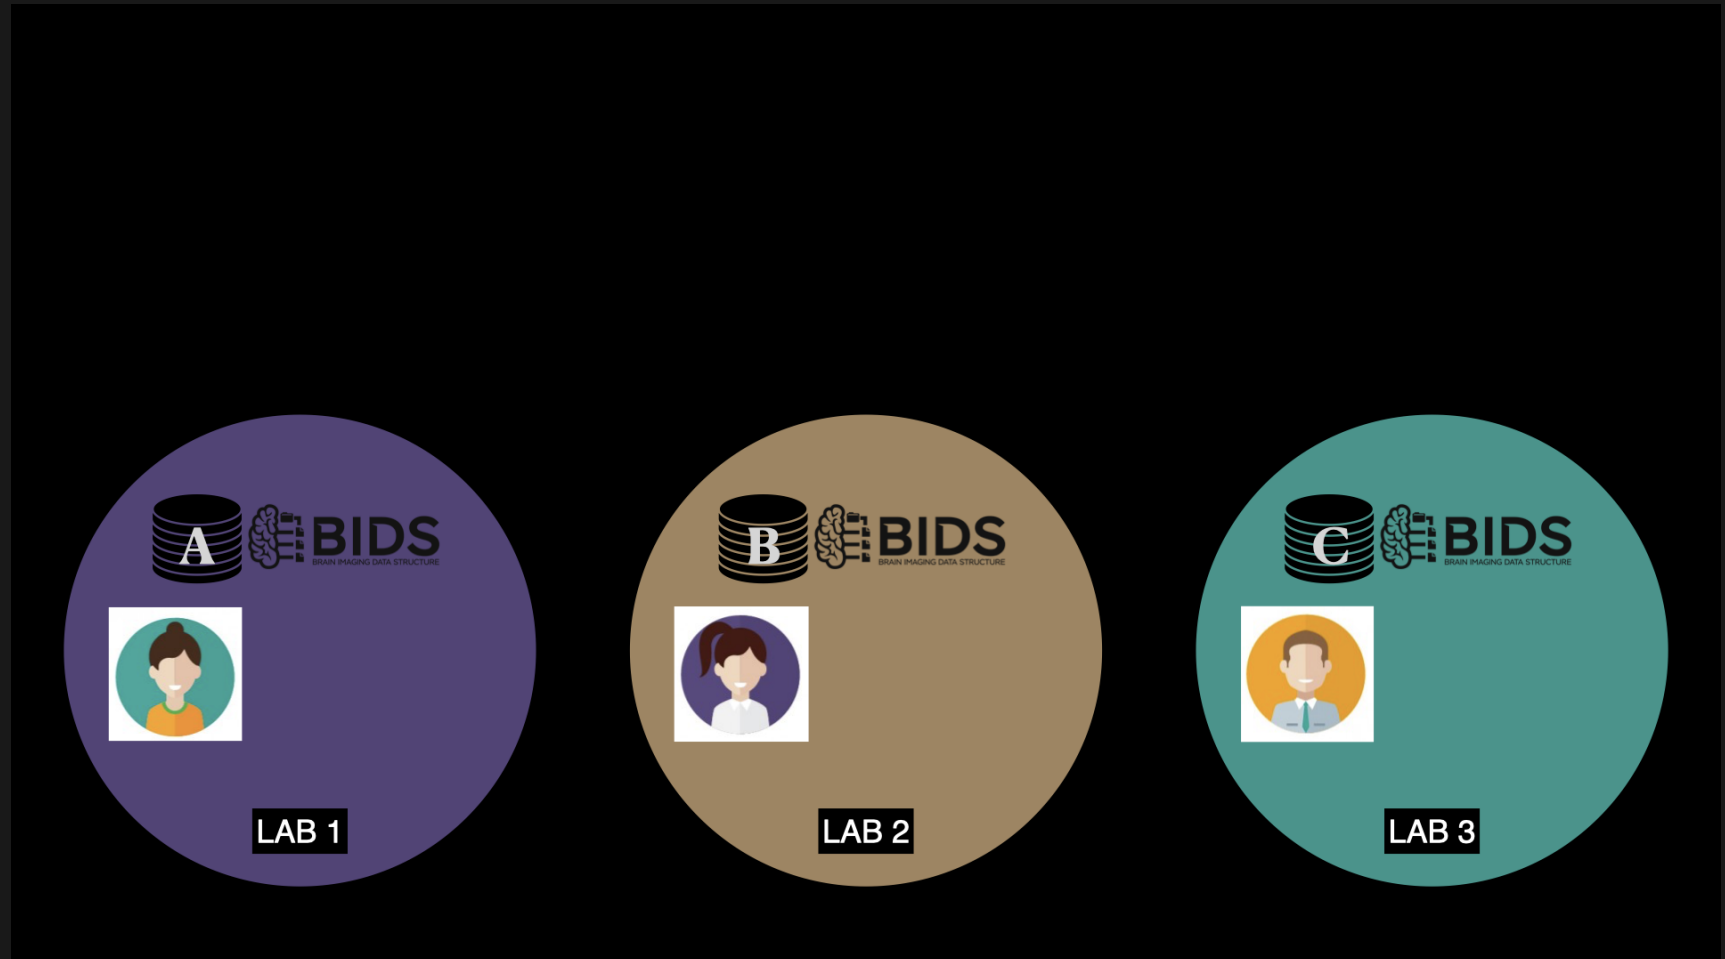 A BIDS
BRAIN IMAGING DATA STRUCTURE
LAB 1
B BIDS
BRAIN IMAGING DATA STRUCTURE
LAB 2
C BIDS
BRAIN IMAGING DATA STRUCTURE
LAB 3